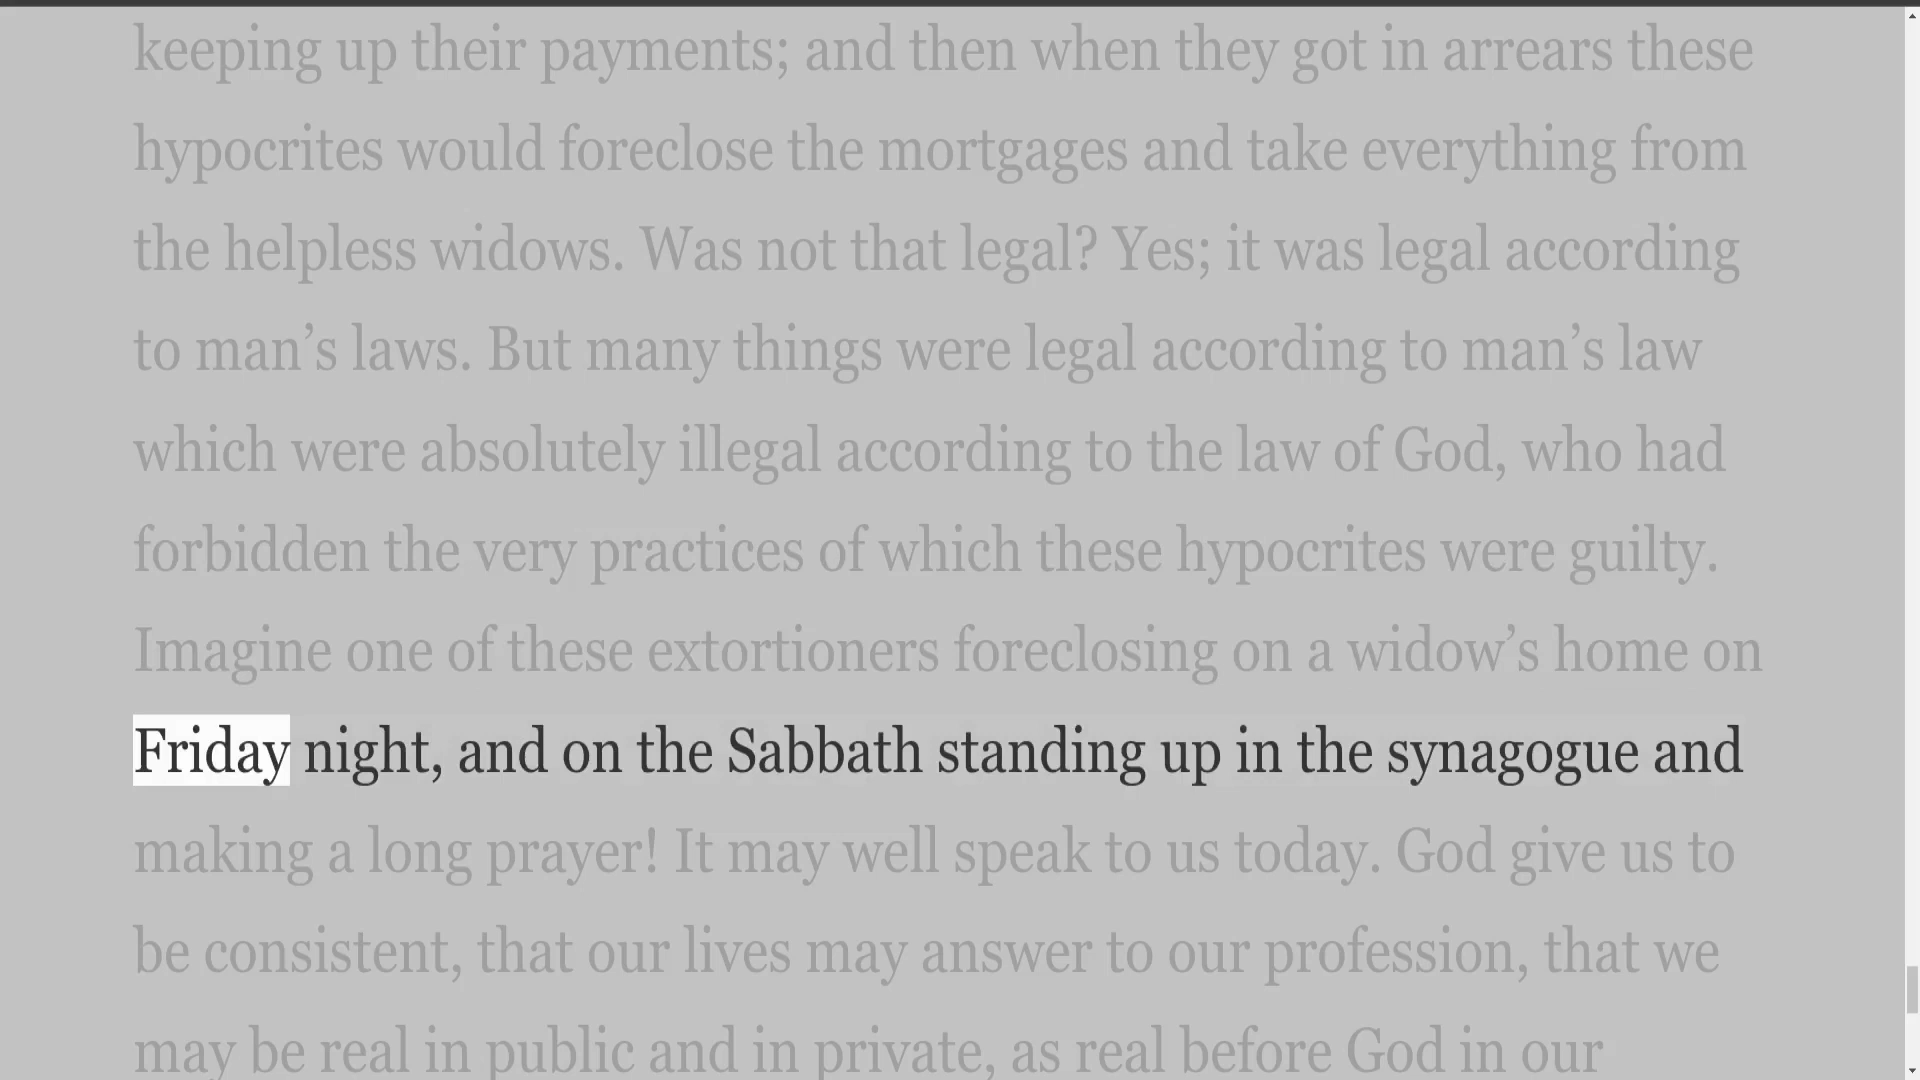 keeping up their payments; and then when they got in arrears these
hypocrites would foreclose the mortgages and take everything from
the helpless widows. Was not that legal? Yes; it was legal according
to man’s laws. But many things were legal according to man’s law
which were absolutely illegal according to the law of God, who had
forbidden the very practices of which these hypocrites were guilty.
Imagine one of these extortioners foreclosing on a widow’s home on
Friday night, and on the Sabbath standing up in the synagogue and
making a long prayer! It may well speak to us today. God give us to
be consistent, that our lives may answer to our profession, that we
may be real in public and in private, as real before God in our